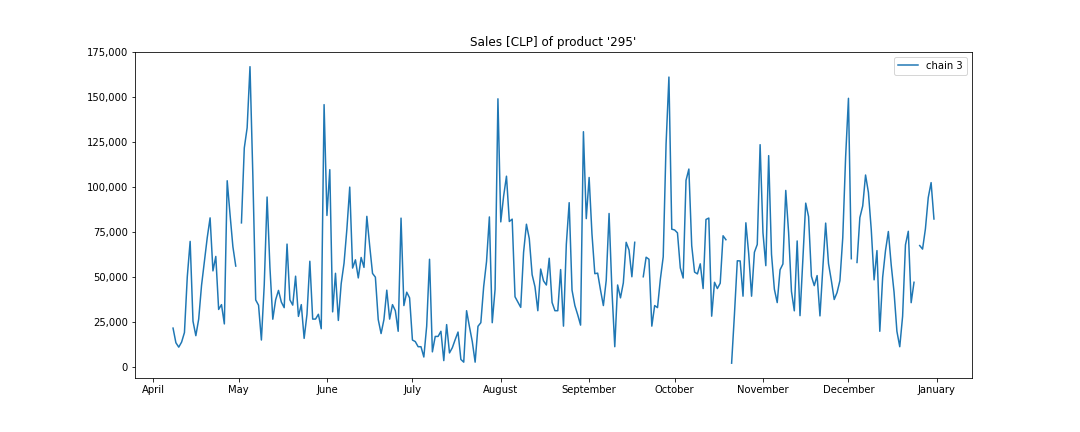 Sales [CLP] of product '295'
175,000
150,000
125,000
100,000
75,000
50,000
25,000
0
chain 3
April May June July August September October November December January